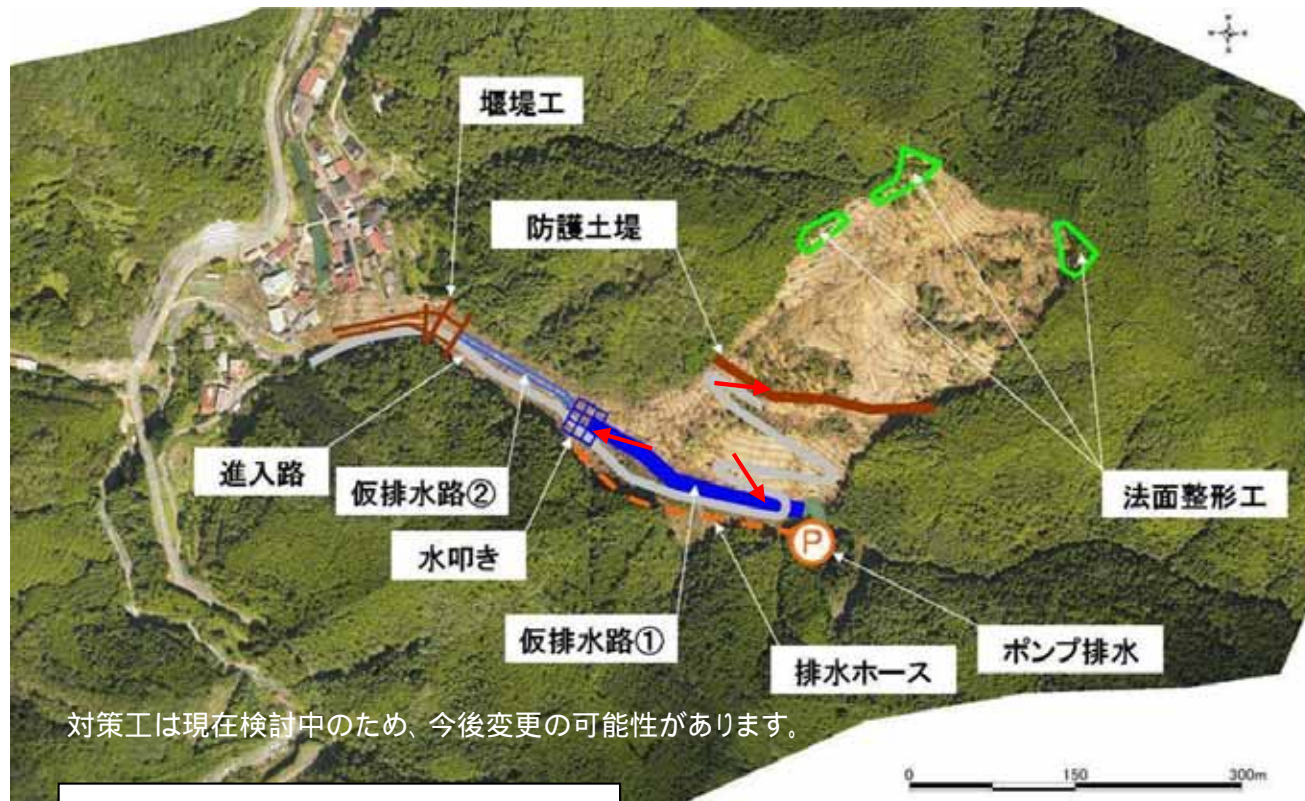 堰堤工
防護土堤
進入路
仮排水路②
水叩き
仮排水路①
排水ホース
P
ポンプ排水
法面整形工
対策工は現在検討中のため、今後変更の可能性があります。
0 150 300m